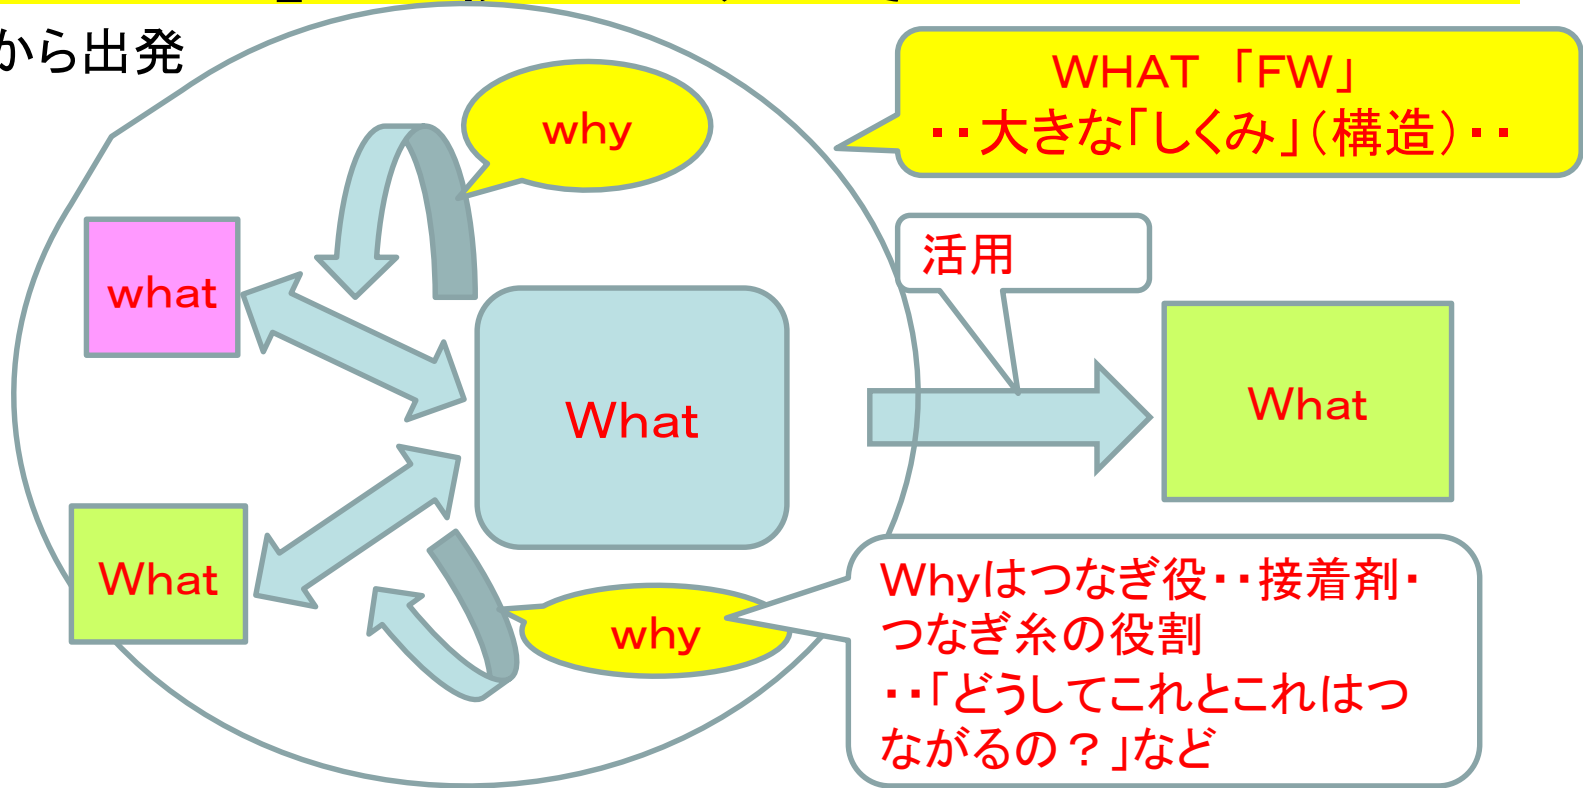 から出発
WHAT 「FW」
・・大きな「しくみ」（構造）・・
why
活用
what
What
What
What
why
Whyはつなぎ役・・接着剤・
つなぎ糸の役割
・・「どうしてこれとこれはつ
ながるの？」など